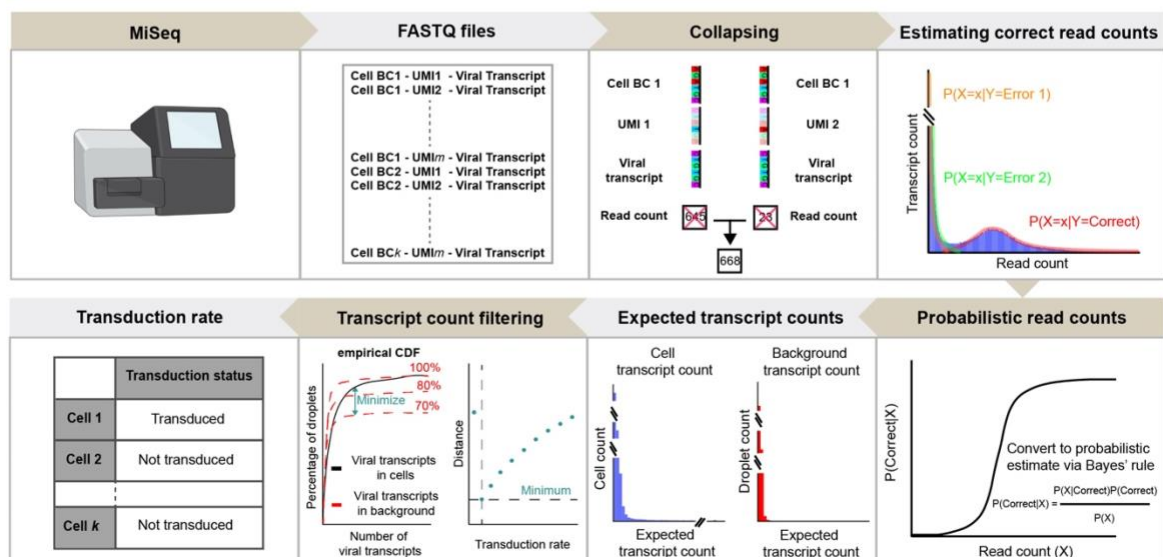 MiSeq
FASTQ files
Collapsing
Estimating correct read counts
Cell BC1 - UMI1 - Viral Transcript
Cell BC1 - UMI2 - Viral Transcript
Cell BC1 - UMIm - Viral Transcript
Cell BC2 - UMI1 - Viral Transcript
Cell BC2 - UMI2 - Viral Transcript
Cell BCk - UMIm - Viral Transcript
Cell BC 1
Cell BC 1
UMI 1
UMI 2
Viral
transcript
Viral
transcript
Read count
645
23
Read count
668
P(X=x|Y=Error 1)
P(X=x|Y=Error 2)
P(X=x|Y=Correct)
Transcript count
Read count
Transduction rate
Transcript count filtering
Expected transcript counts
Probabilistic read counts
Transduction status
Cell 1
Transduced
Cell 2
Not transduced
Cell k
Not transduced
empirical CDF
100%
80%
70%
Minimize
Percentage of droplets
Viral transcripts
in cells
Viral transcripts
in background
Number of
viral transcripts
Distance
Minimum
Transduction rate
Cell
transcript count
Cell count
Expected
transcript count
Background
transcript count
Droplet count
Expected
transcript count
P(Correct|X)
Convert to probabilistic
estimate via Bayes' rule
P(Correct|X) = P(X|Correct)P(Correct)
P(X)
Read count (X)